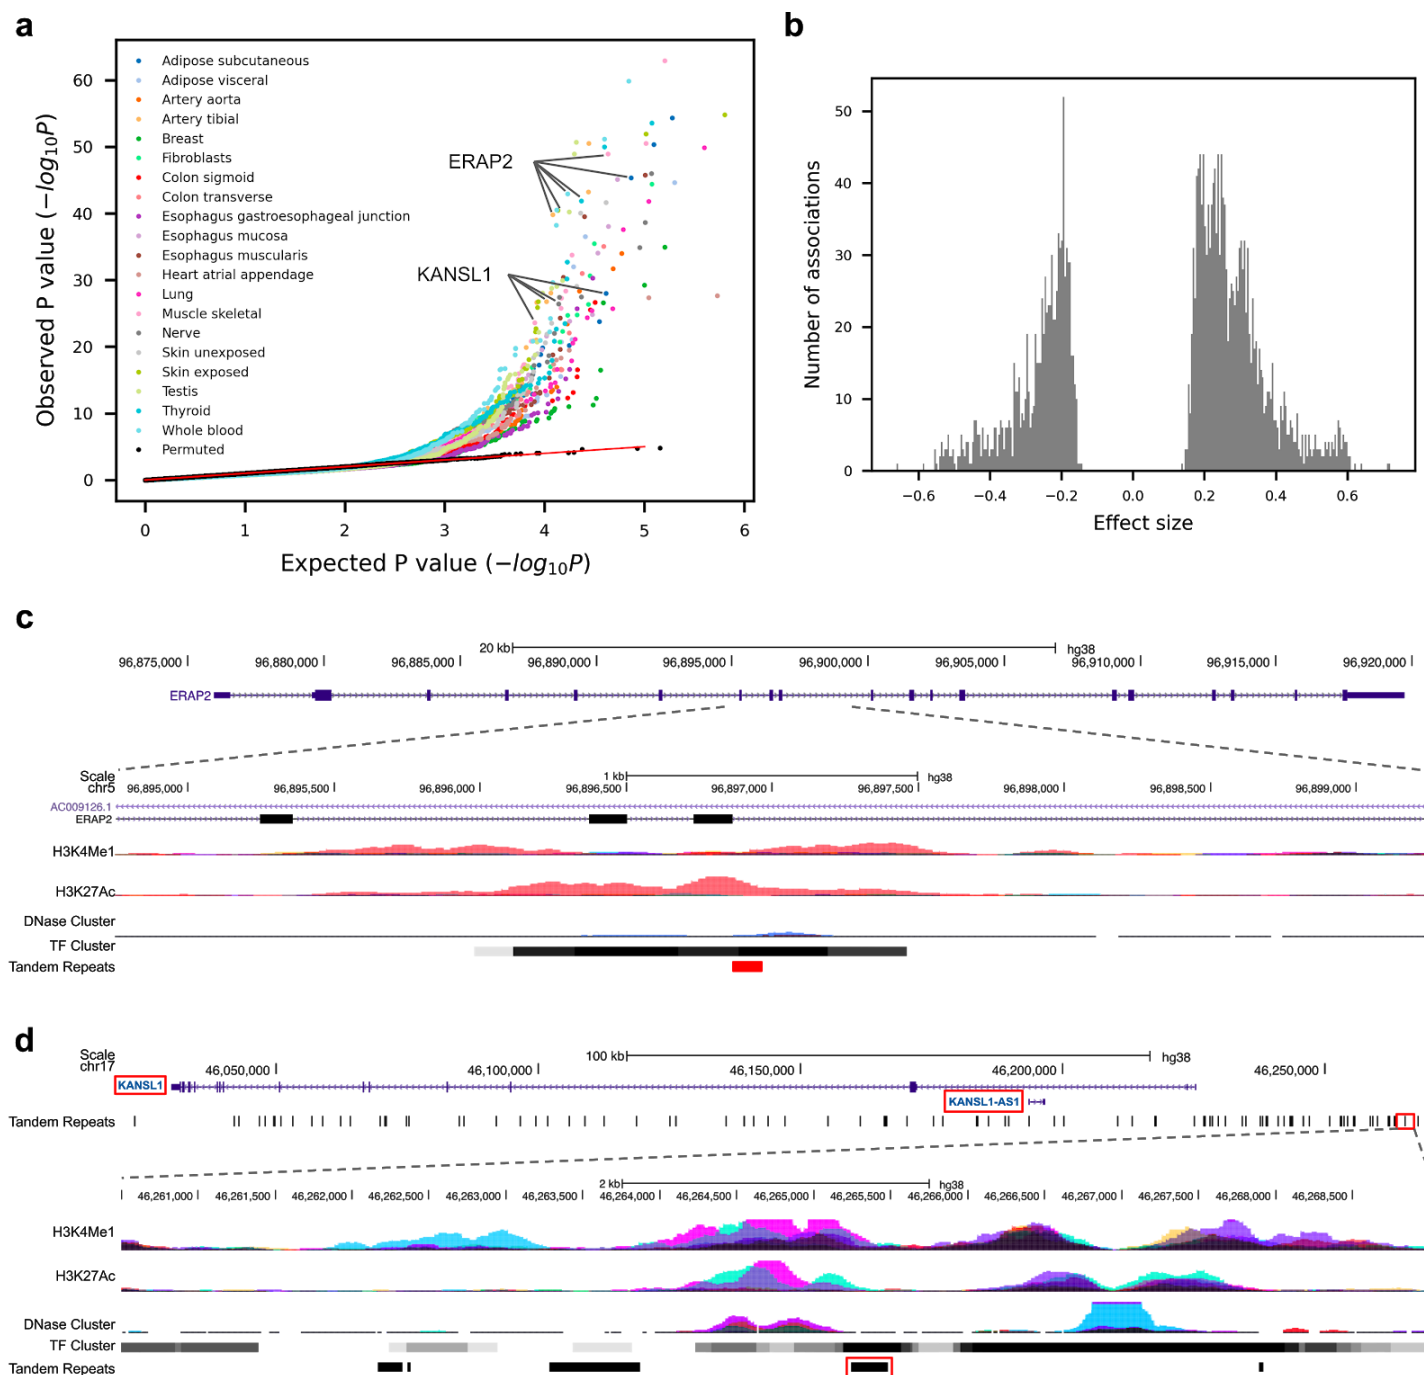 a
Observed P value (−log10P)
60
50
40
30
20
10
0
Adipose subcutaneous
Adipose visceral
Artery aorta
Artery tibial
Breast
Fibroblasts
Colon sigmoid
Colon transverse
Esophagus gastroesophageal junction
Esophagus mucosa
Esophagus muscularis
Heart atrial appendage
Lung
Muscle skeletal
Nerve
Skin unexposed
Skin exposed
Testis
Thyroid
Whole blood
Permuted
ERAP2
KANSL1
0 1 2 3 4 5 6
Expected P value (−log10P)
b
Number of associations
50
40
30
20
10
0
−0.6 −0.4 −0.2 0.0 0.2 0.4 0.6
Effect size
c
20 kb hg38
96,875,000 96,880,000 96,885,000 96,890,000 96,895,000 96,900,000 96,905,000 96,910,000 96,915,000 96,920,000
ERAP2
Scale 1 kb hg38
chr5 96,895,000 96,895,500 96,896,000 96,896,500 96,897,000 96,897,500 96,898,000 96,898,500 96,899,000
AC009126.1
ERAP2
H3K4Me1
H3K27Ac
DNase Cluster
TF Cluster
Tandem Repeats
d
Scale 100 kb hg38
chr17 46,050,000 46,100,000 46,150,000 46,200,000 46,250,000
KANSL1
KANSL1-AS1
Tandem Repeats
2 kb hg38
46,261,000 46,261,500 46,262,000 46,262,500 46,263,000 46,263,500 46,264,000 46,264,500 46,265,000 46,265,500 46,266,000 46,266,500 46,267,000 46,267,500 46,268,000 46,268,500
H3K4Me1
H3K27Ac
DNase Cluster
TF Cluster
Tandem Repeats